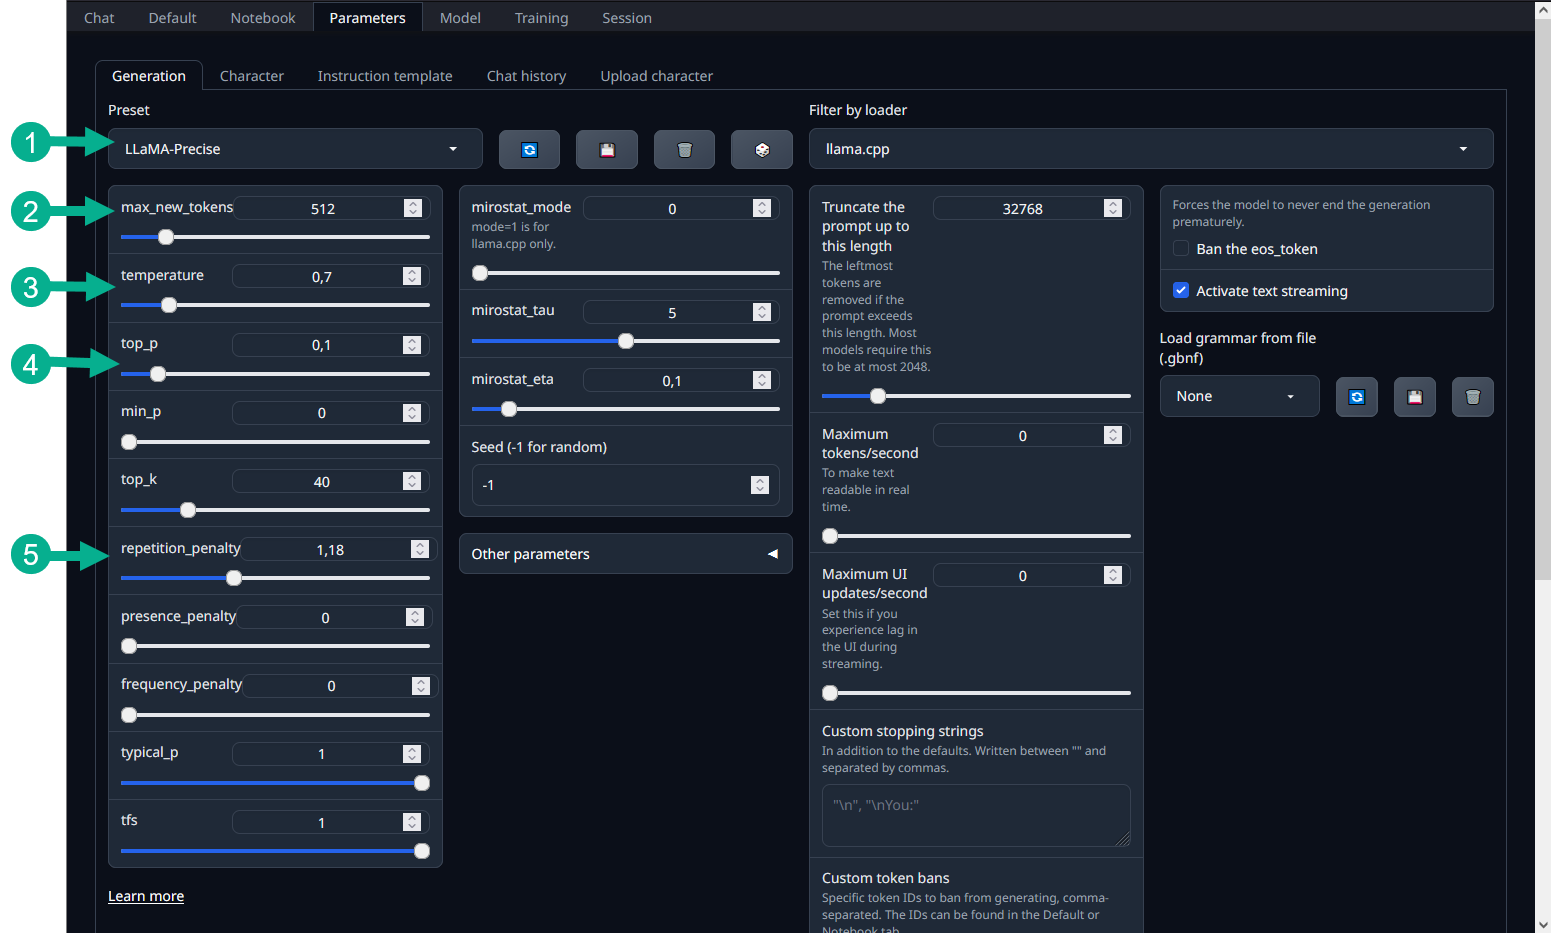 Chat
Default
Notebook
Parameters
Model
Training
Session
Generation
Character
Instruction template
Chat history
Upload character
Preset
Filter by loader
1
LLaMA-Precise
llama.cpp
2
max_new_tokens
512
3
temperature
0,7
4
top_p
0,1
min_p
0
top_k
40
5
repetition_penalty
1,18
presence_penalty
0
frequency_penalty
0
typical_p
1
tfs
1
Learn more
mirostat_mode
0
mode=1 is for
llama.cpp only.
mirostat_tau
5
mirostat_eta
0,1
Seed (-1 for random)
-1
Other parameters
Truncate the
prompt up to
this length
32768
The leftmost
tokens are
removed if the
prompt exceeds
this length. Most
models require this
to be at most 2048.
Maximum
tokens/second
0
To make text
readable in real
time.
Maximum UI
updates/second
0
Set this if you
experience lag in
the UI during
streaming.
Custom stopping strings
In addition to the defaults. Written between "" and
separated by commas.
"\n", "\nYou:"
Custom token bans
Specific token IDs to ban from generating, comma-
separated. The IDs can be found in the Default or
Notebook tab.
Forces the model to never end the generation
prematurely.
Ban the eos_token
Activate text streaming
Load grammar from file
(.gbnf)
None